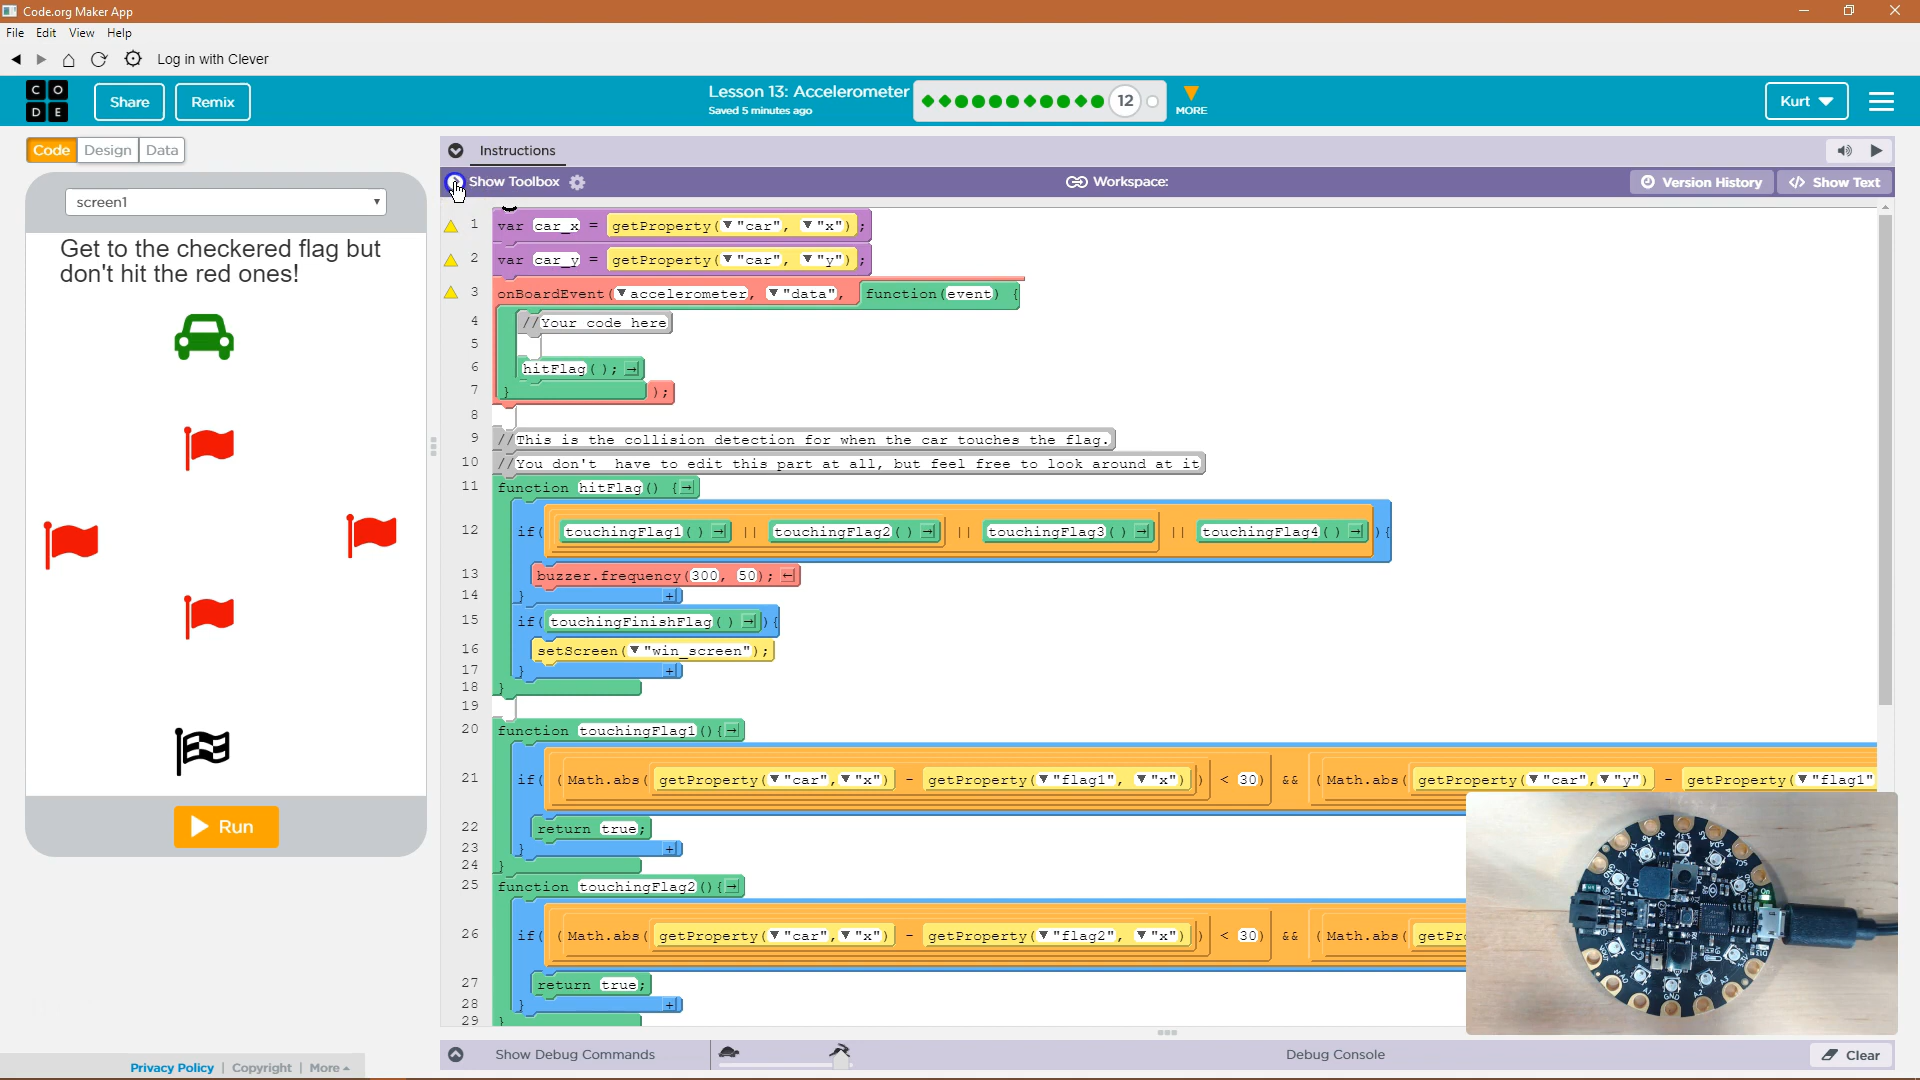 Code.org Maker App
File Edit View Help
Log in with Clever
CODE
Share Remix
Lesson 13: Accelerometer
Saved 5 minutes ago
12
MORE
Kurt
Code Design Data
Instructions
Show Toolbox
Workspace:
Version History
</> Show Text
screen1
Get to the checkered flag but
don't hit the red ones!
Run
1 var car_x = getProperty("car", "x");
2 var car_y = getProperty("car", "y");
3 onBoardEvent(accelerometer, "data", function(event) {
4 //Your code here
5
6 hitFlag();
7 } );
8
9 //This is the collision detection for when the car touches the flag.
10 //You don't  have to edit this part at all, but feel free to look around at it
11 function hitFlag() {
12 if( touchingFlag1() || touchingFlag2() || touchingFlag3() || touchingFlag4() ){
13 buzzer.frequency(300, 50);
14 } +
15 if( touchingFinishFlag() ){
16 setScreen("win_screen");
17 } +
18 }
19
20 function touchingFlag1(){
21 if( (Math.abs( getProperty("car", "x") - getProperty("flag1", "x") ) < 30) && (Math.abs( getProperty("car", "y") - getProperty("flag1"
22 return true;
23 } +
24 }
25 function touchingFlag2(){
26 if( (Math.abs( getProperty("car", "x") - getProperty("flag2", "x") ) < 30) && (Math.abs(
27 return true;
28 } +
29 }
Show Debug Commands
Debug Console
Clear
Privacy Policy | Copyright | More